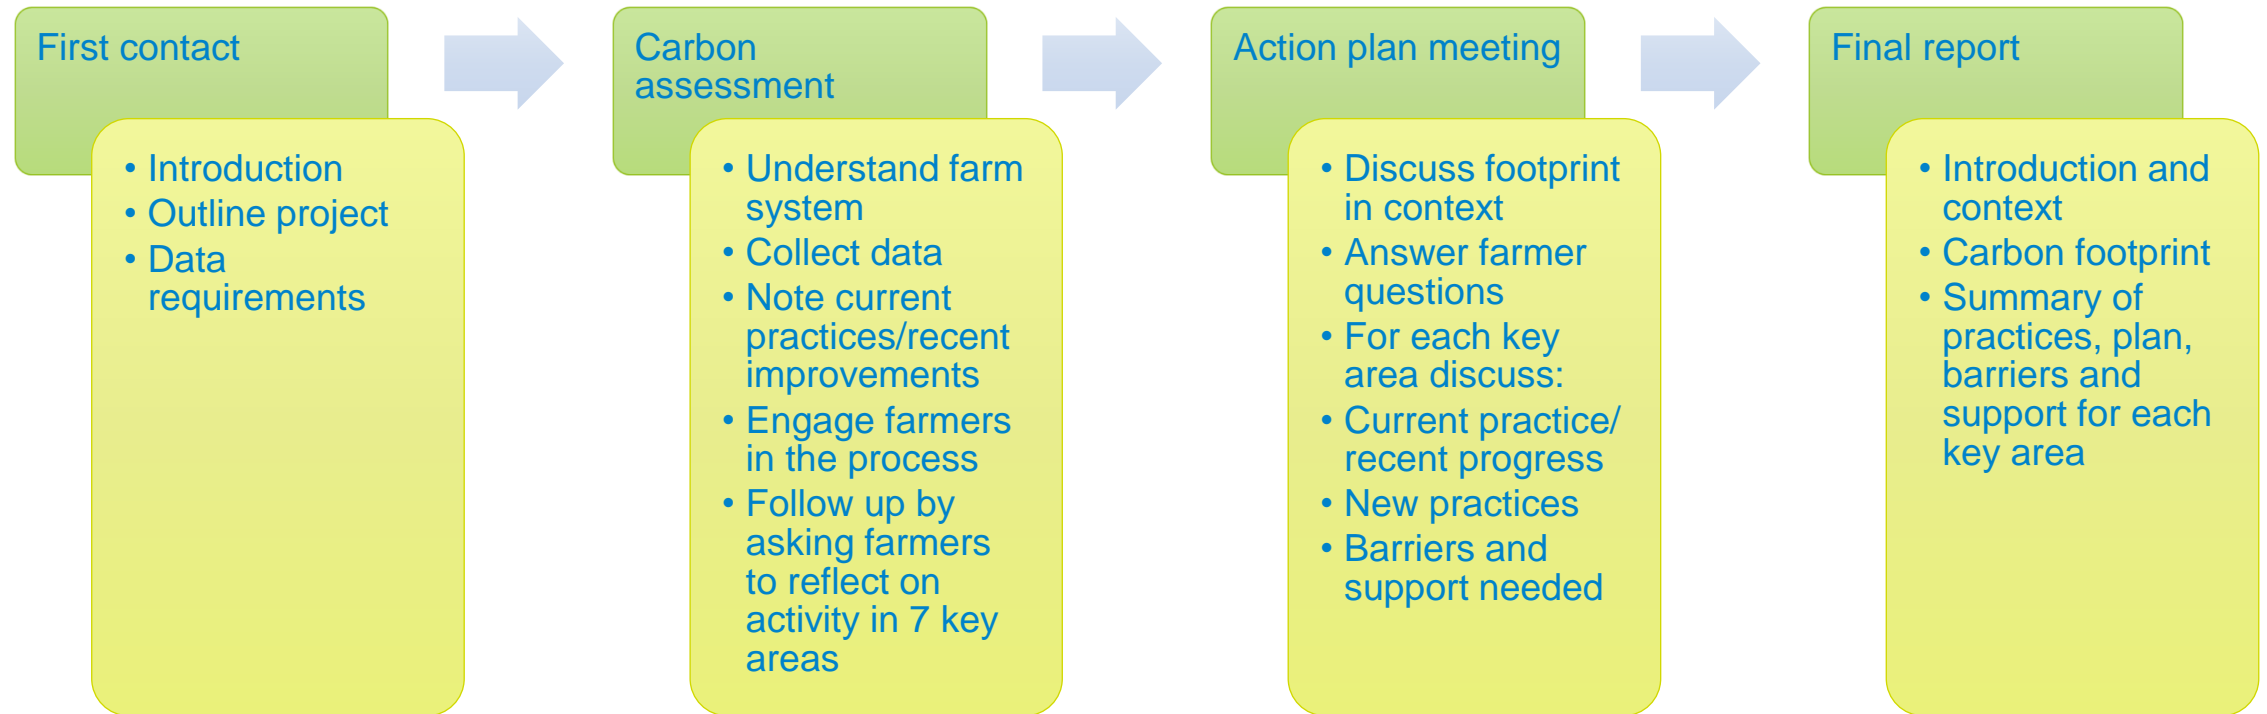 First contact
• Introduction
• Outline project
• Data
requirements
Carbon
assessment
• Understand farm
system
• Collect data
• Note current
practices/recent
improvements
• Engage farmers
in the process
• Follow up by
asking farmers
to reflect on
activity in 7 key
areas
Action plan meeting
• Discuss footprint
in context
• Answer farmer
questions
• For each key
area discuss:
• Current practice/
recent progress
• New practices
• Barriers and
support needed
Final report
• Introduction and
context
• Carbon footprint
• Summary of
practices, plan,
barriers and
support for each
key area